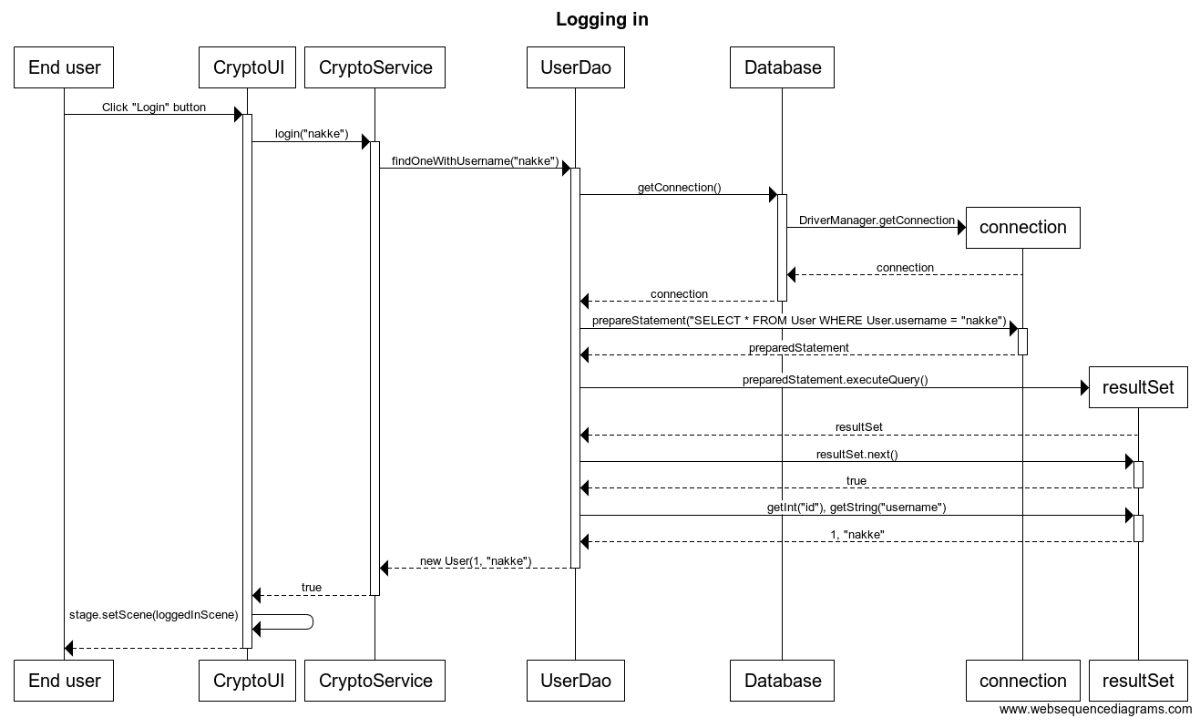 Logging in
End user CryptoUI CryptoService UserDao Database
Click "Login" button
login("nakke")
findOneWithUsername("nakke")
getConnection()
DriverManager.getConnection
connection
connection
connection
prepareStatement("SELECT * FROM User WHERE User.username = "nakke")
preparedStatement
preparedStatement.executeQuery()
resultSet
resultSet
resultSet.next()
true
getInt("id"), getString("username")
1, "nakke"
new User(1, "nakke")
true
stage.setScene(loggedInScene)
End user CryptoUI CryptoService UserDao Database connection resultSet
www.websequencediagrams.com